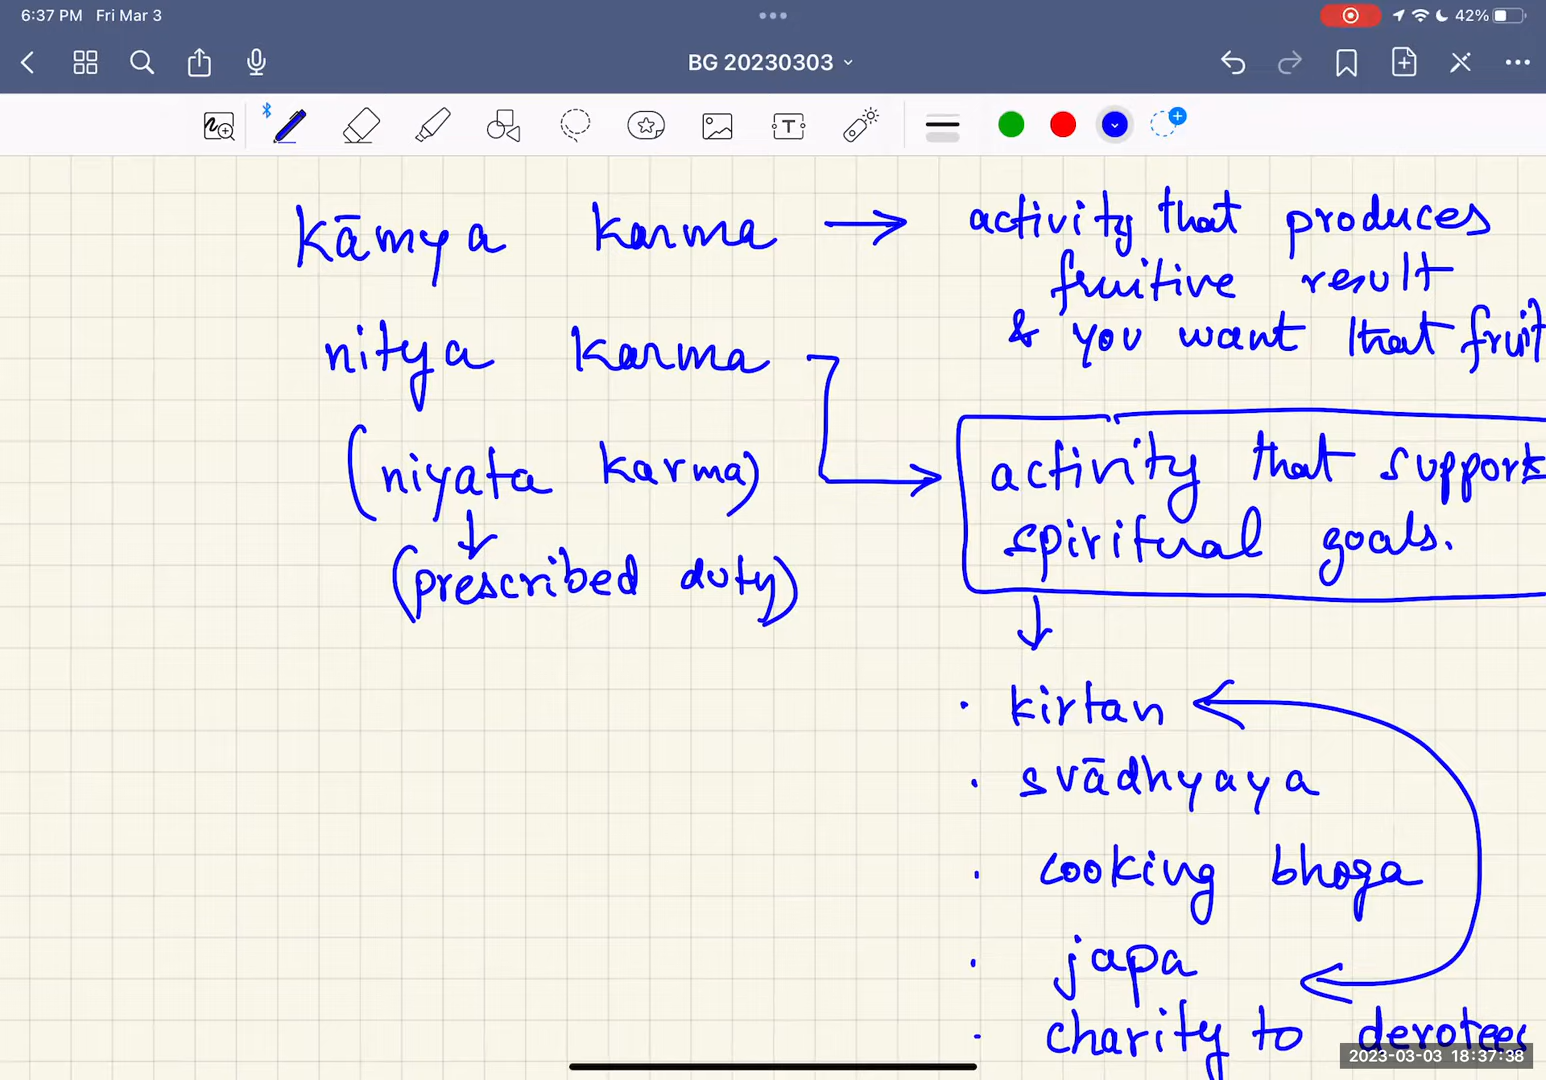 6:37 PM Fri Mar 3
42%
BG 20230303
kāmya karma → activity that produces
fruitive result
& you want that fruit
nitya karma
(niyata karma)
↓
(prescribed duty)
activity that support
spiritual goals.
↓
· kirtan
· svādhyaya
· cooking bhoga
· japa
· charity to devotees
2023-03-03 18:37:38